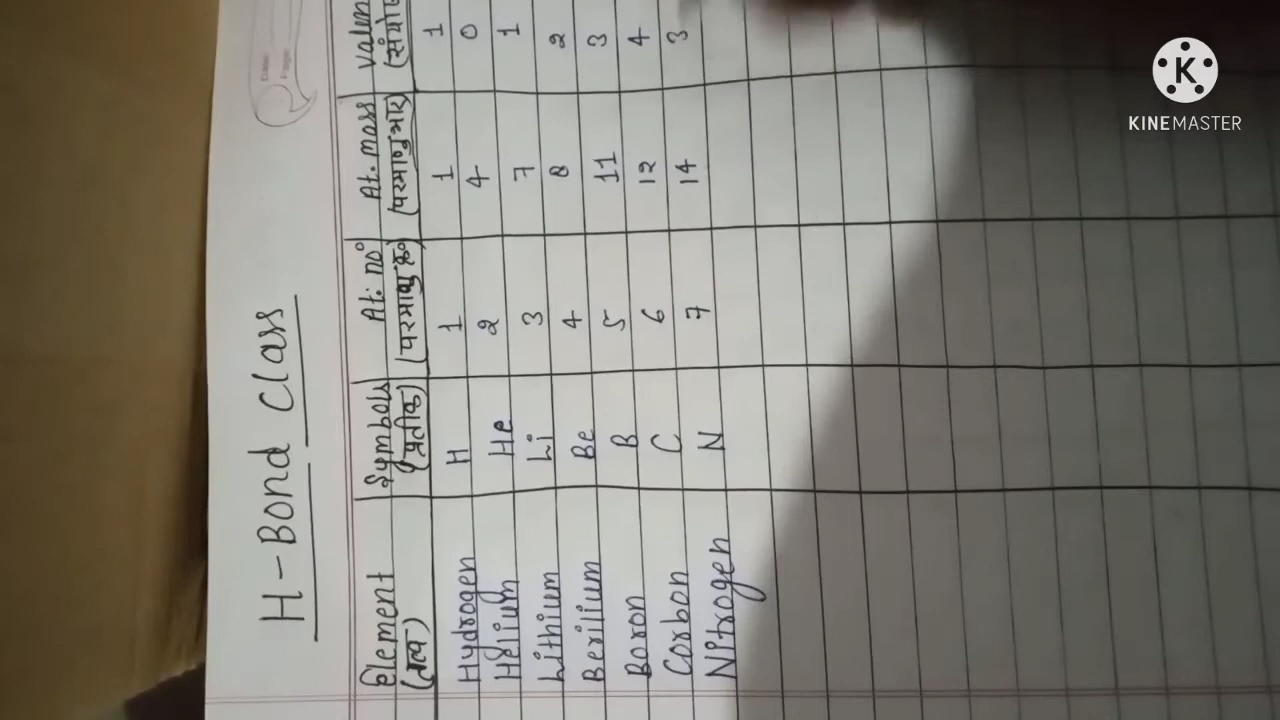 H-Bond Class
Element Symbols At. no At. mass Valen
(तत्व) (प्रतीक) (परमाणु क्र॰) (परमाणु भार) (संयो
Hydrogen H 1 1 1
Helium He 2 4 0
Lithium Li 3 7 1
Berilium Be 4 8 2
Boron B 5 11 3
Corbon C 6 12 4
Nitrogen N 7 14 3
K
KINEMASTER